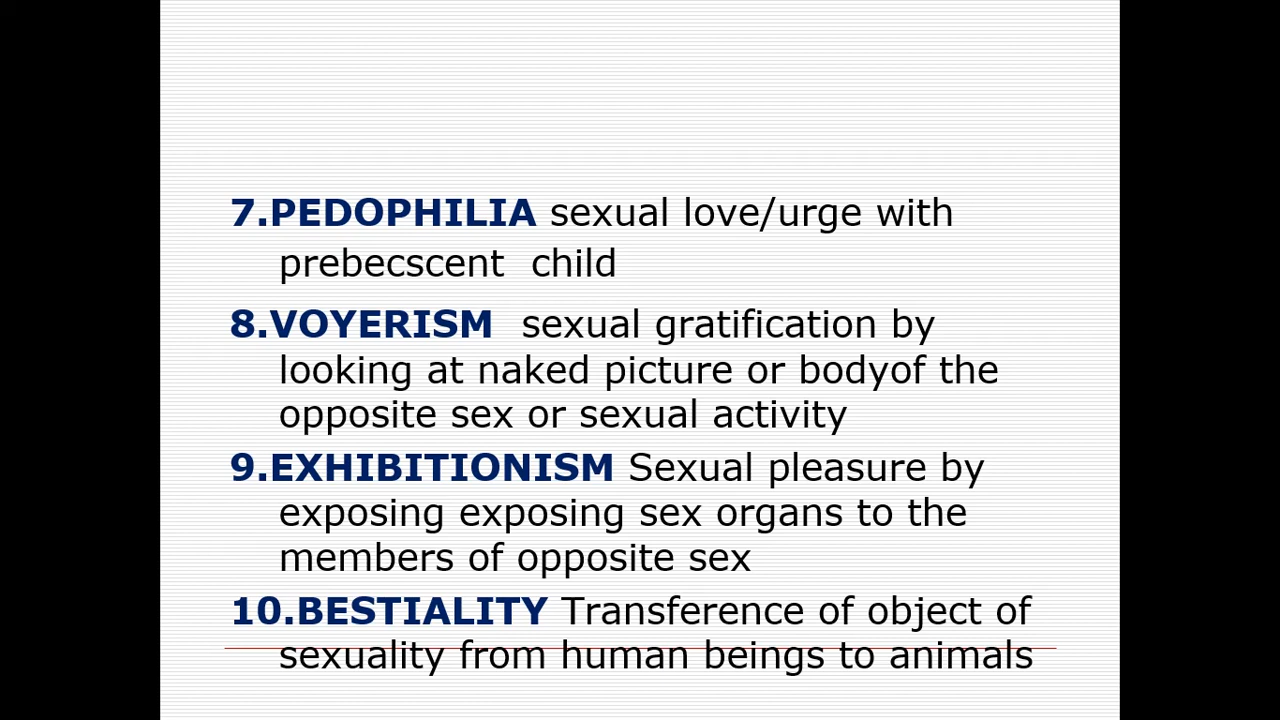 7.PEDOPHILIA sexual love/urge with
prebecscent child
8.VOYERISM sexual gratification by
looking at naked picture or bodyof the
opposite sex or sexual activity
9.EXHIBITIONISM Sexual pleasure by
exposing exposing sex organs to the
members of opposite sex
10.BESTIALITY Transference of object of
sexuality from human beings to animals